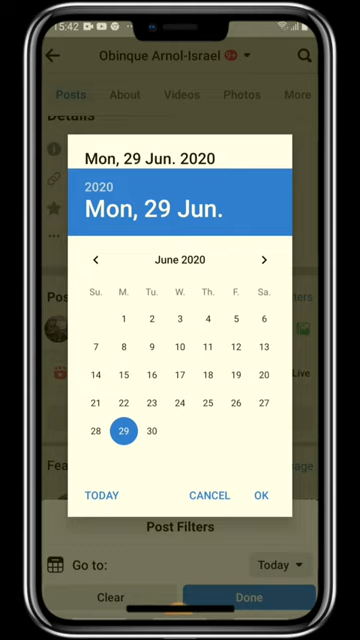 15:42
Obinque Arnol-Israel 9+
Posts About Videos Photos More
Details
Mon, 29 Jun. 2020
2020
Mon, 29 Jun.
June 2020
Su. M. Tu. W. Th. F. Sa.
1 2 3 4 5 6
7 8 9 10 11 12 13
14 15 16 17 18 19 20
21 22 23 24 25 26 27
28 29 30
Live
TODAY CANCEL OK
Post Filters
Go to: Today
Clear Done